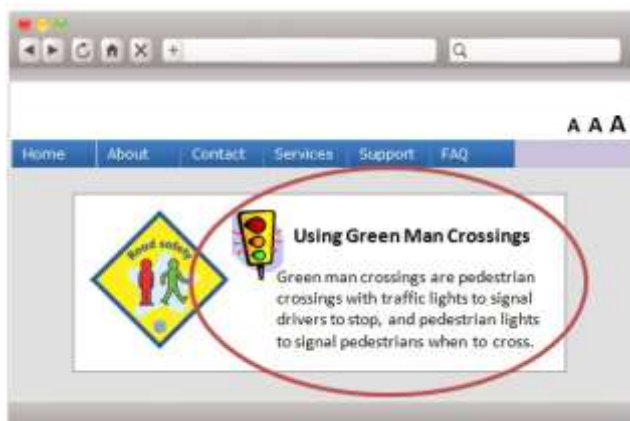 A A A
Home About Contact Services Support FAQ
Road safety
Using Green Man Crossings
Green man crossings are pedestrian
crossings with traffic lights to signal
drivers to stop, and pedestrian lights
to signal pedestrians when to cross.